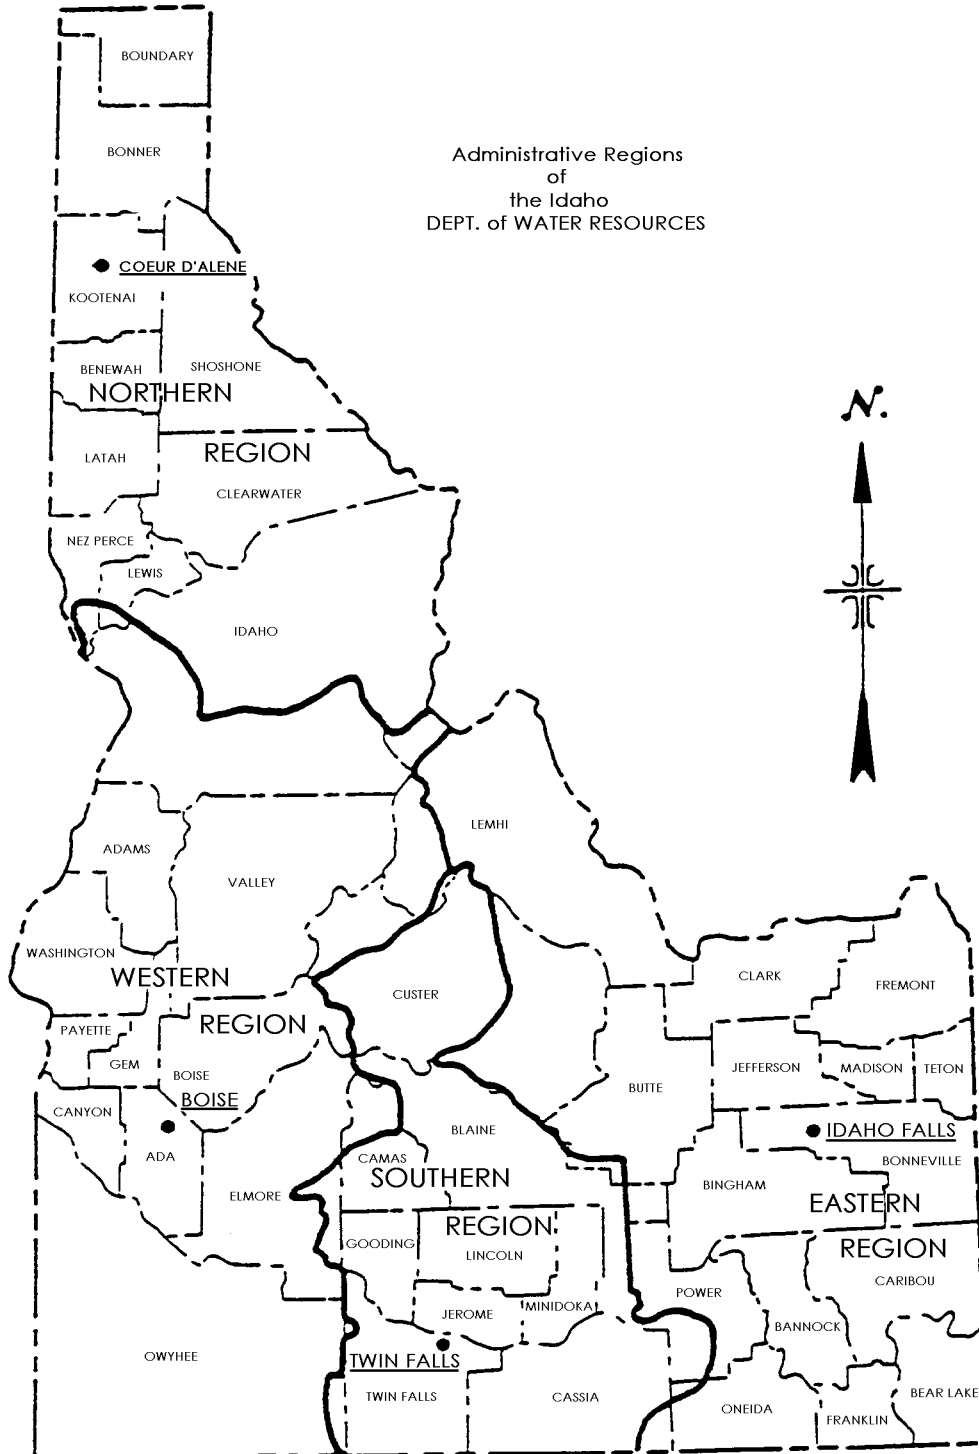 BOUNDARY
BONNER
Administrative Regions
of
the Idaho
DEPT. of WATER RESOURCES
COEUR D'ALENE
KOOTENAI
BENEWAH
SHOSHONE
NORTHERN
REGION
LATAH
CLEARWATER
NEZ PERCE
LEWIS
IDAHO
N.
LEMHI
ADAMS
VALLEY
WASHINGTON
WESTERN
REGION
CUSTER
CLARK
FREMONT
PAYETTE
GEM
BOISE
BOISE
CANYON
ADA
ELMORE
BUTTE
JEFFERSON
MADISON
TETON
IDAHO FALLS
BONNEVILLE
BLAINE
CAMAS
SOUTHERN
REGION
BINGHAM
EASTERN
REGION
GOODING
LINCOLN
CARIBOU
POWER
JEROME
MINIDOKA
BANNOCK
OWYHEE
TWIN FALLS
TWIN FALLS
CASSIA
ONEIDA
FRANKLIN
BEAR LAKE